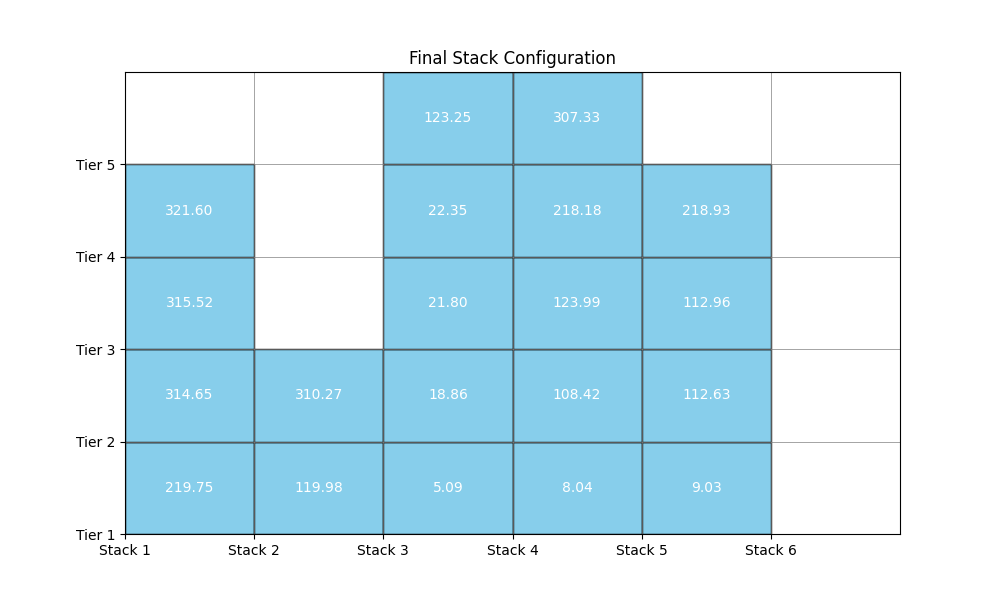 Final Stack Configuration
123.25 307.33
Tier 5
321.60 22.35 218.18 218.93
Tier 4
315.52 21.80 123.99 112.96
Tier 3
314.65 310.27 18.86 108.42 112.63
Tier 2
219.75 119.98 5.09 8.04 9.03
Tier 1
Stack 1 Stack 2 Stack 3 Stack 4 Stack 5 Stack 6